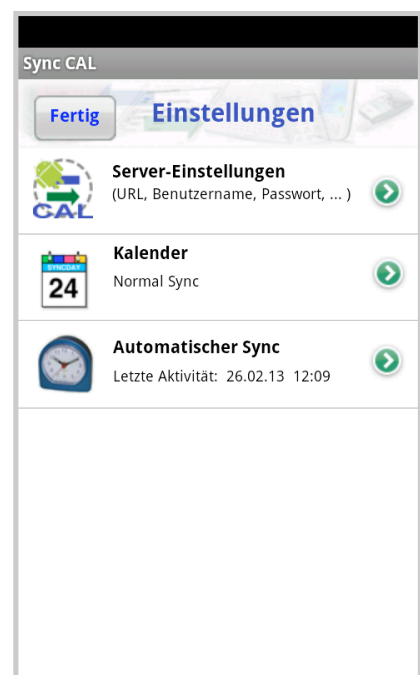 Sync CAL
Fertig
Einstellungen
Server-Einstellungen
(URL, Benutzername, Passwort, ... )
CAL
Kalender
SYNCDAY
24
Normal Sync
Automatischer Sync
Letzte Aktivität: 26.02.13 12:09